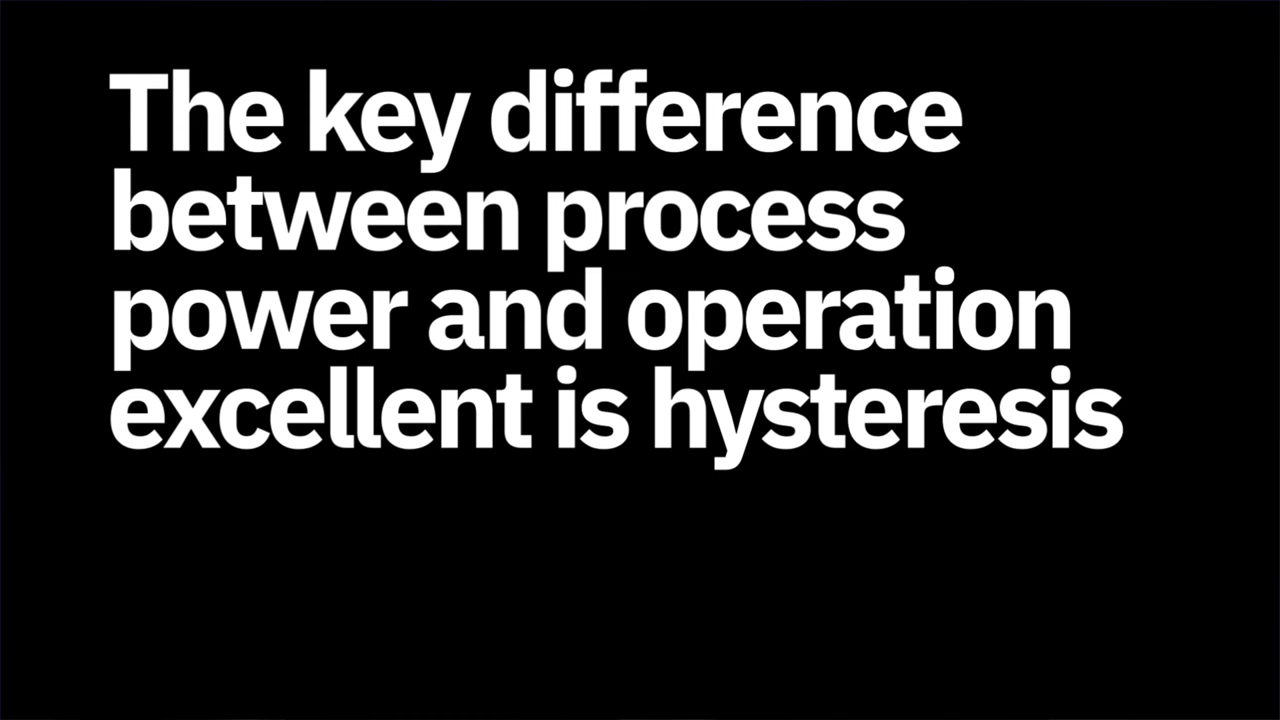 The key difference
between process
power and operation
excellent is hysteresis